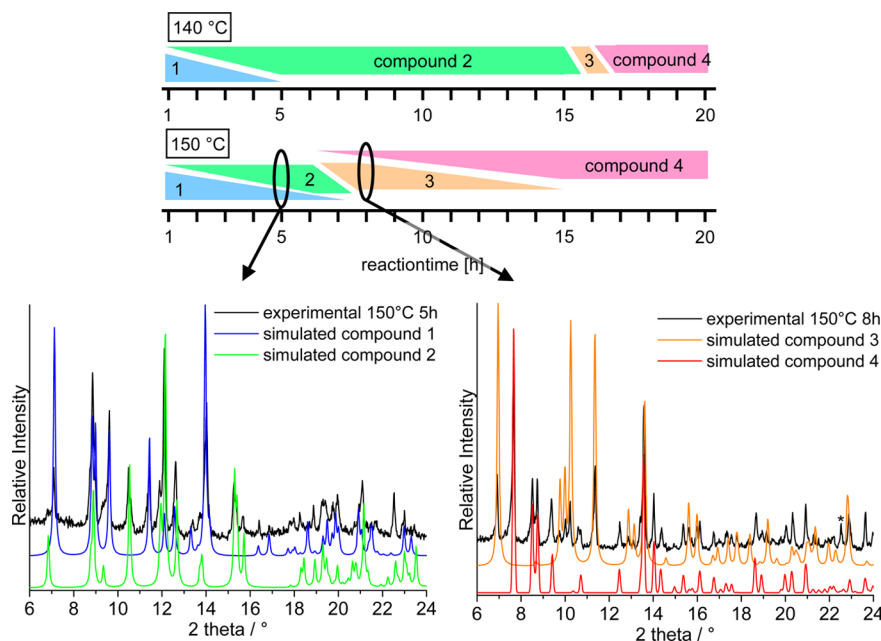 140 °C
1
compound 2
3
compound 4
1 5 10 15 20
150 °C
1
2
3
compound 4
1 5 10 15 20
reactiontime [h]
experimental 150°C 5h
simulated compound 1
simulated compound 2
Relative Intensity
6 8 10 12 14 16 18 20 22 24
2 theta / °
experimental 150°C 8h
simulated compound 3
simulated compound 4
*
Relative Intensity
6 8 10 12 14 16 18 20 22 24
2 theta / °